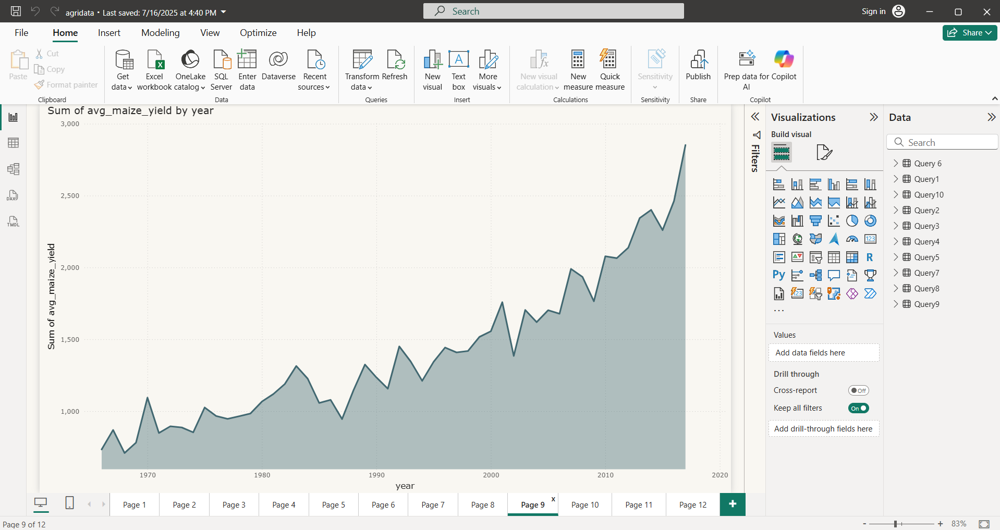 agridata • Last saved: 7/16/2025 at 4:40 PM
Search
Sign in
File
Home
Insert
Modeling
View
Optimize
Help
Share
Paste
Cut
Copy
Format painter
Clipboard
Get data
Excel workbook
OneLake catalog
SQL Server
Enter data
Dataverse
Recent sources
Data
Transform data
Refresh
Queries
New visual
Text box
More visuals
Insert
New visual calculation
New measure
Quick measure
Calculations
Sensitivity
Sensitivity
Publish
Share
Prep data for AI
Copilot
Copilot
DAX
TMDL
Sum of avg_maize_yield by year
3,000
2,500
2,000
1,500
1,000
Sum of avg_maize_yield
1970
1980
1990
2000
2010
2020
year
Filters
Visualizations
Build visual
123
R
Py
123
...
Values
Add data fields here
Drill through
Cross-report
Off
Keep all filters
On
Add drill-through fields here
Data
Search
Query 6
Query1
Query10
Query2
Query3
Query4
Query5
Query7
Query8
Query9
Page 1
Page 2
Page 3
Page 4
Page 5
Page 6
Page 7
Page 8
Page 9
x
Page 10
Page 11
Page 12
+
Page 9 of 12
-
+
83%